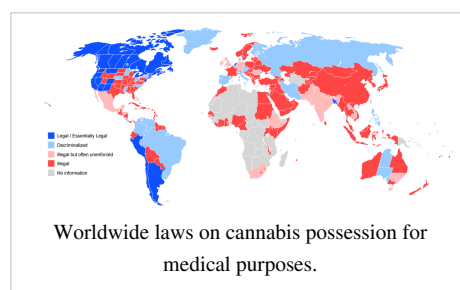 Legal / Essentially Legal
Decriminalized
Illegal but often unenforced
Illegal
No information
Worldwide laws on cannabis possession for
medical purposes.